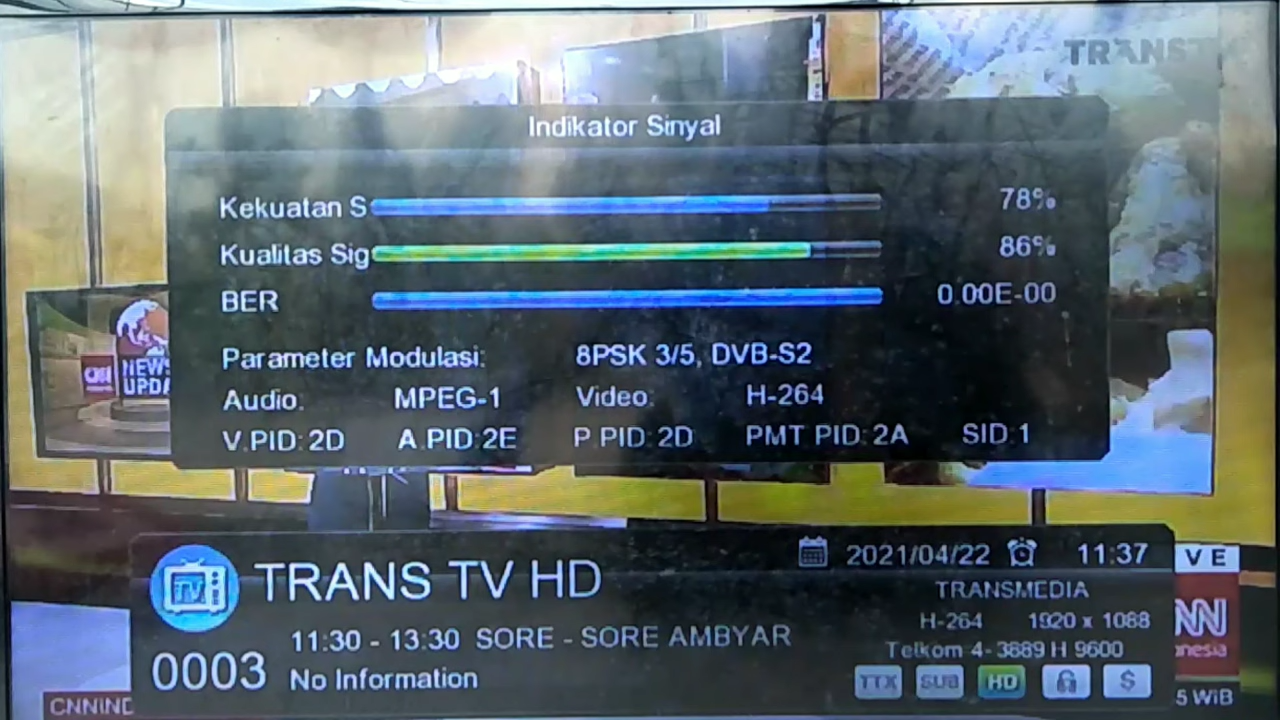 TRANST
Indikator Sinyal
Kekuatan S 78%
Kualitas Sig 86%
BER 0.00E-00
Parameter Modulasi: 8PSK 3/5, DVB-S2
Audio: MPEG-1 Video: H-264
V.PID: 2D A.PID: 2E P.PID: 2D PMT PID: 2A SID: 1
CNN NEWS UPDA
TRANS TV HD 2021/04/22 11:37
TRANSMEDIA
H-264 1920 x 1088
11:30 - 13:30 SORE - SORE AMBYAR
Telkom 4- 3889 H 9600
0003 No Information
TTX SUB HD $
VE
NN
nesia
CNNIND
5 WIB